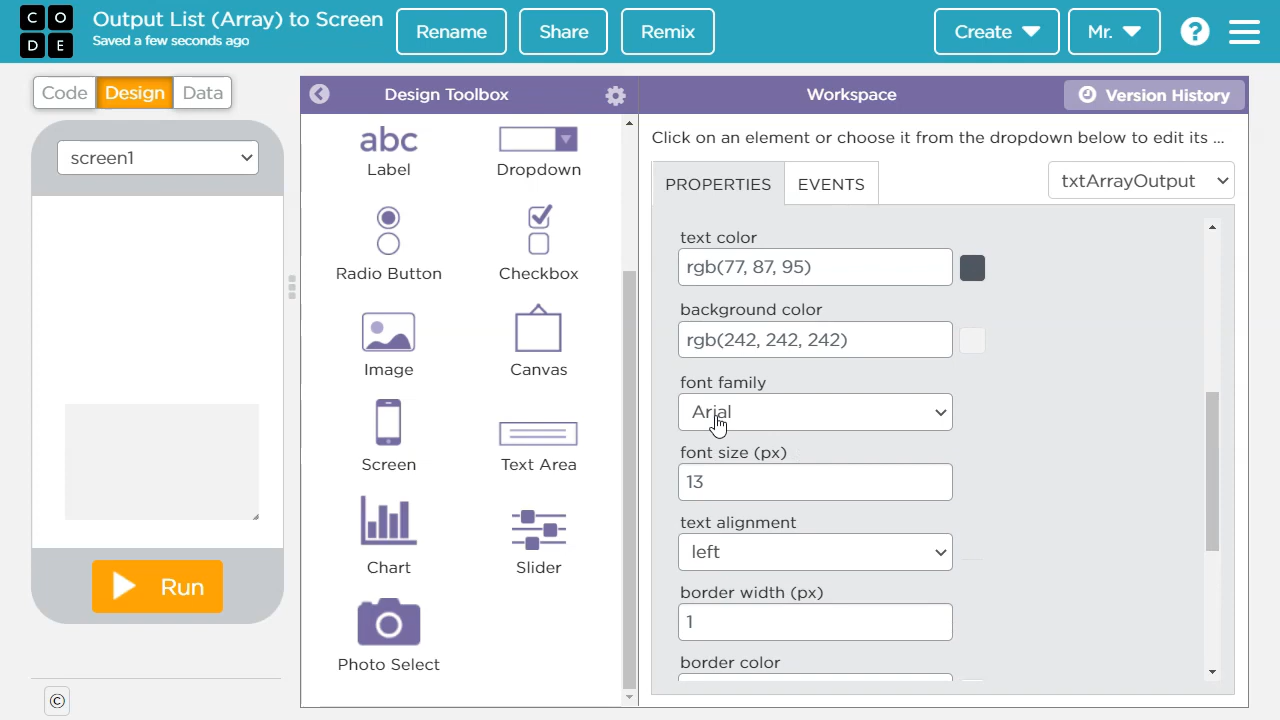 CODE
Output List (Array) to Screen
Saved a few seconds ago
Rename
Share
Remix
Create
Mr.
?
Code
Design
Data
screen1
Run
©
Design Toolbox
abc
Label
Dropdown
Radio Button
Checkbox
Image
Canvas
Screen
Text Area
Chart
Slider
Photo Select
Workspace
Version History
Click on an element or choose it from the dropdown below to edit its ...
PROPERTIES
EVENTS
txtArrayOutput
text color
rgb(77, 87, 95)
background color
rgb(242, 242, 242)
font family
Arial
font size (px)
13
text alignment
left
border width (px)
1
border color